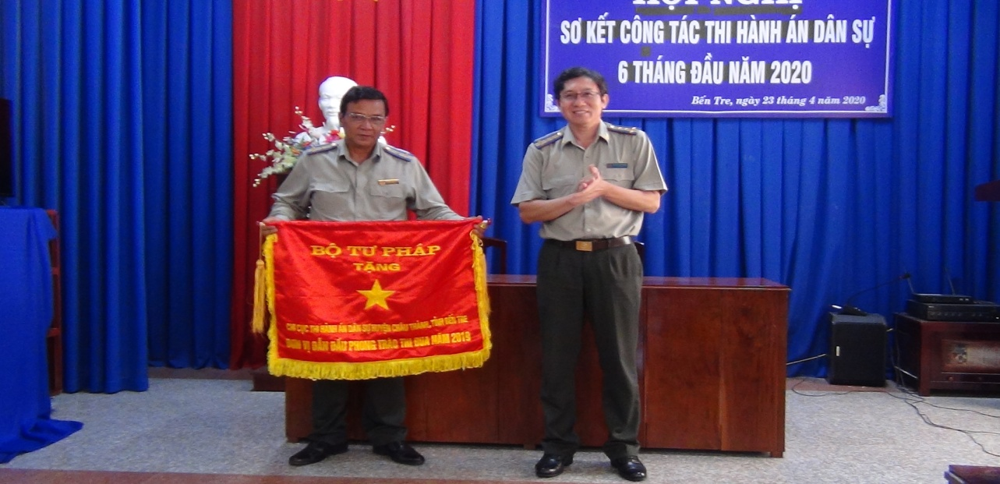 HỘI NGHỊ
SƠ KẾT CÔNG TÁC THI HÀNH ÁN DÂN SỰ
6 THÁNG ĐẦU NĂM 2020
Bến Tre, ngày 23 tháng 4 năm 2020
BỘ TƯ PHÁP
TẶNG
CHI CỤC THI HÀNH ÁN DÂN SỰ HUYỆN CHÂU THÀNH, TỈNH BẾN TRE
ĐƠN VỊ DẪN ĐẦU PHONG TRÀO THI ĐUA NĂM 2019